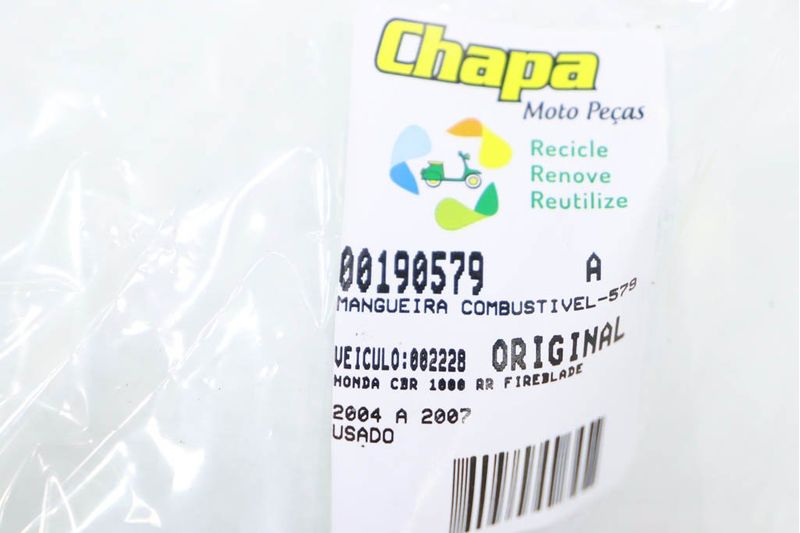 Chapa
Moto Peças
Recicle
Renove
Reutilize
00190579 A
MANGUEIRA COMBUSTIVEL-579
VEICULO:002228 ORIGINAL
HONDA CBR 1000 RR FIREBLADE
2004 A 2007
USADO